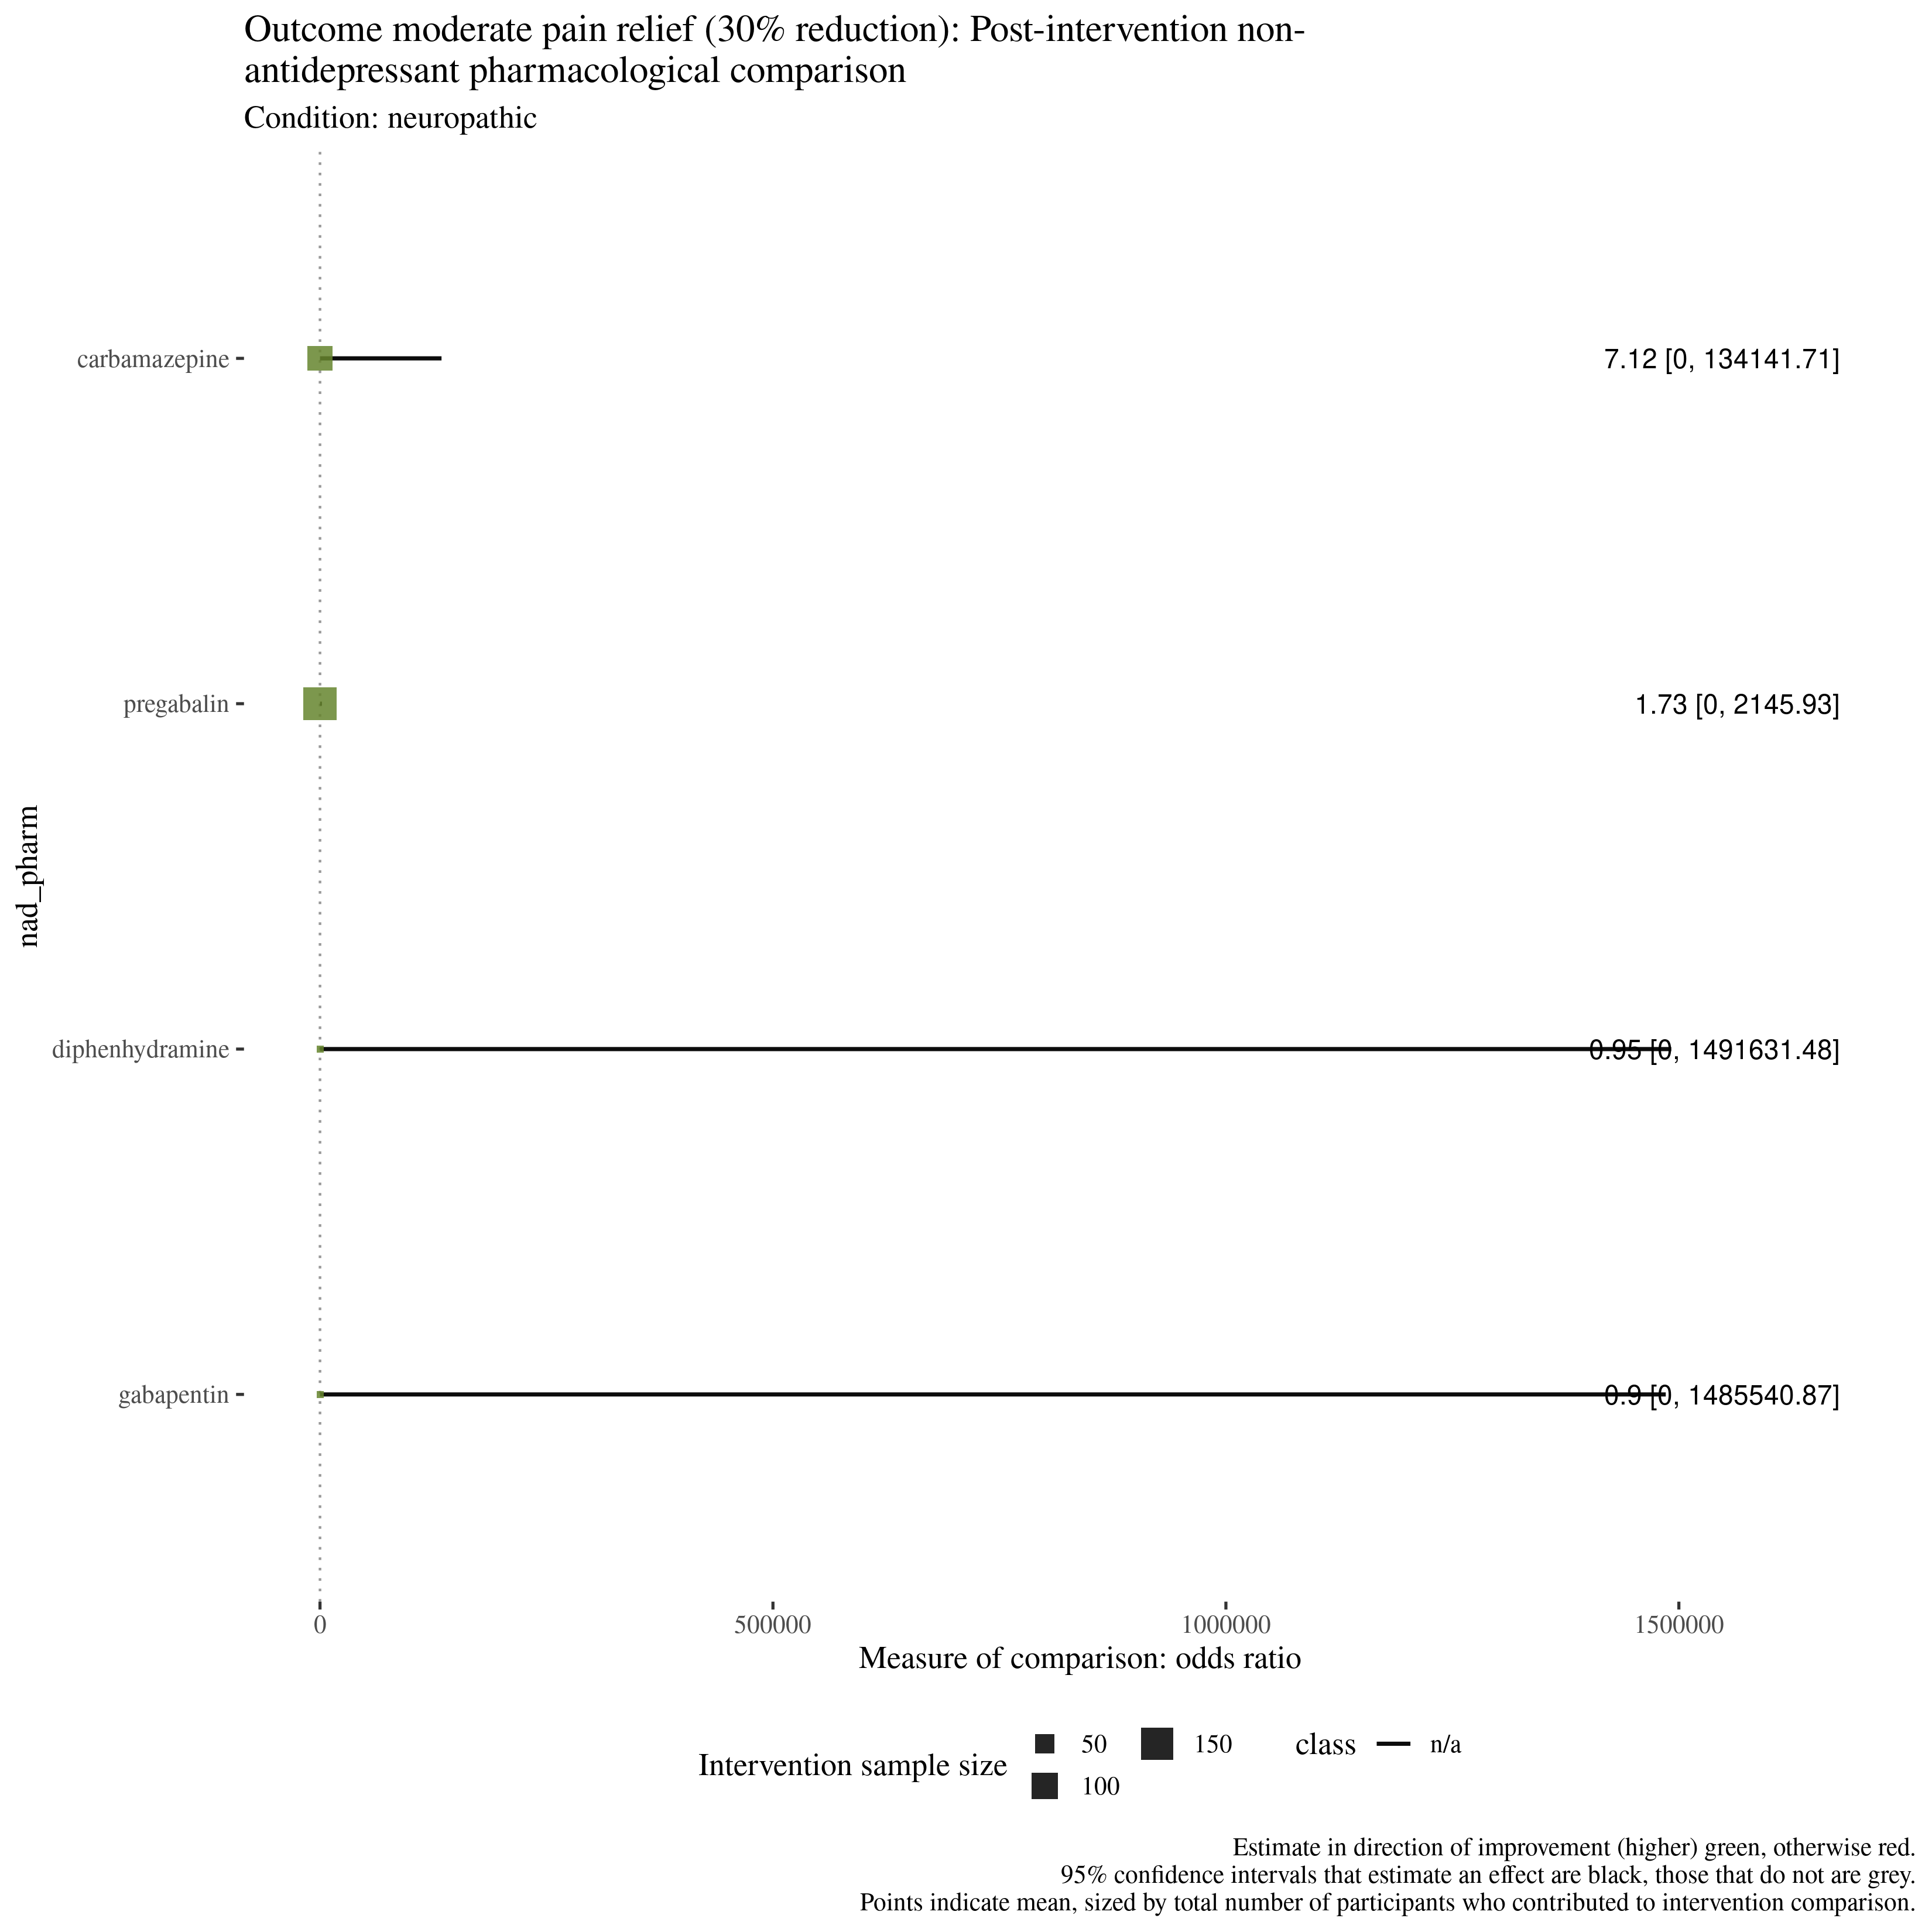 Outcome moderate pain relief (30% reduction): Post-intervention non-
antidepressant pharmacological comparison
Condition: neuropathic
carbamazepine
7.12 [0, 134141.71]
pregabalin
1.73 [0, 2145.93]
nad_pharm
diphenhydramine
0.95 [0, 1491631.48]
gabapentin
0.9 [0, 1485540.87]
0 500000 1000000 1500000
Measure of comparison: odds ratio
Intervention sample size
50 150
100
class n/a
Estimate in direction of improvement (higher) green, otherwise red.
95% confidence intervals that estimate an effect are black, those that do not are grey.
Points indicate mean, sized by total number of participants who contributed to intervention comparison.